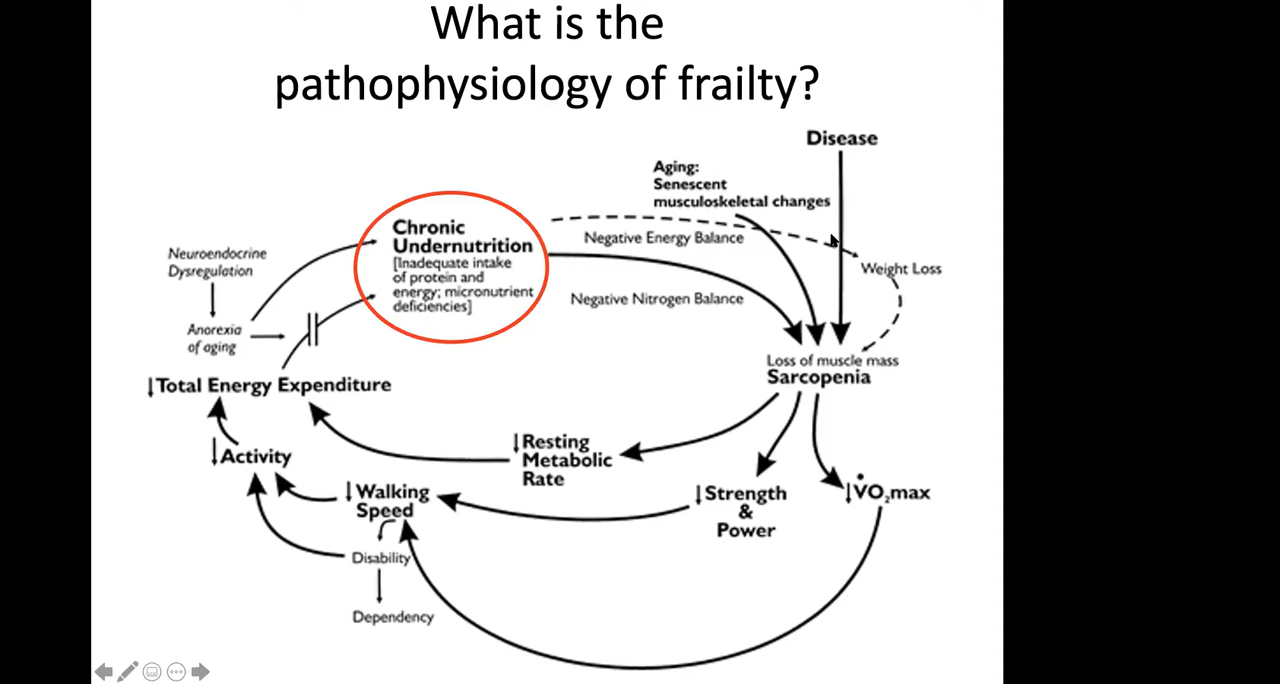 What is the
pathophysiology of frailty?
Disease
Aging:
Senescent
musculoskeletal changes
Chronic
Undernutrition
[Inadequate intake
of protein and
energy; micronutrient
deficiencies]
Negative Energy Balance
Neuroendocrine
Dysregulation
Weight Loss
Negative Nitrogen Balance
Anorexia
of aging
Loss of muscle mass
Sarcopenia
↓Total Energy Expenditure
↓Resting
Metabolic
Rate
↓Activity
↓Walking
Speed
↓Strength
&
Power
↓V̇O₂max
Disability
Dependency